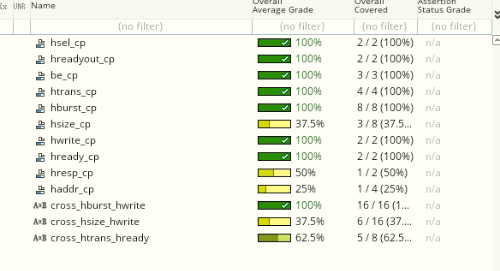 Ex UNR Name Overall Average Grade Overall Covered Assertion Status Grade
(no filter) (no filter) (no filter) (no filter)
hsel_cp 100% 2 / 2 (100%) n/a
hreadyout_cp 100% 2 / 2 (100%) n/a
be_cp 100% 3 / 3 (100%) n/a
htrans_cp 100% 4 / 4 (100%) n/a
hburst_cp 100% 8 / 8 (100%) n/a
hsize_cp 37.5% 3 / 8 (37.5... n/a
hwrite_cp 100% 2 / 2 (100%) n/a
hready_cp 100% 2 / 2 (100%) n/a
hresp_cp 50% 1 / 2 (50%) n/a
haddr_cp 25% 1 / 4 (25%) n/a
A×B cross_hburst_hwrite 100% 16 / 16 (1... n/a
A×B cross_hsize_hwrite 37.5% 6 / 16 (37.... n/a
A×B cross_htrans_hready 62.5% 5 / 8 (62.5... n/a